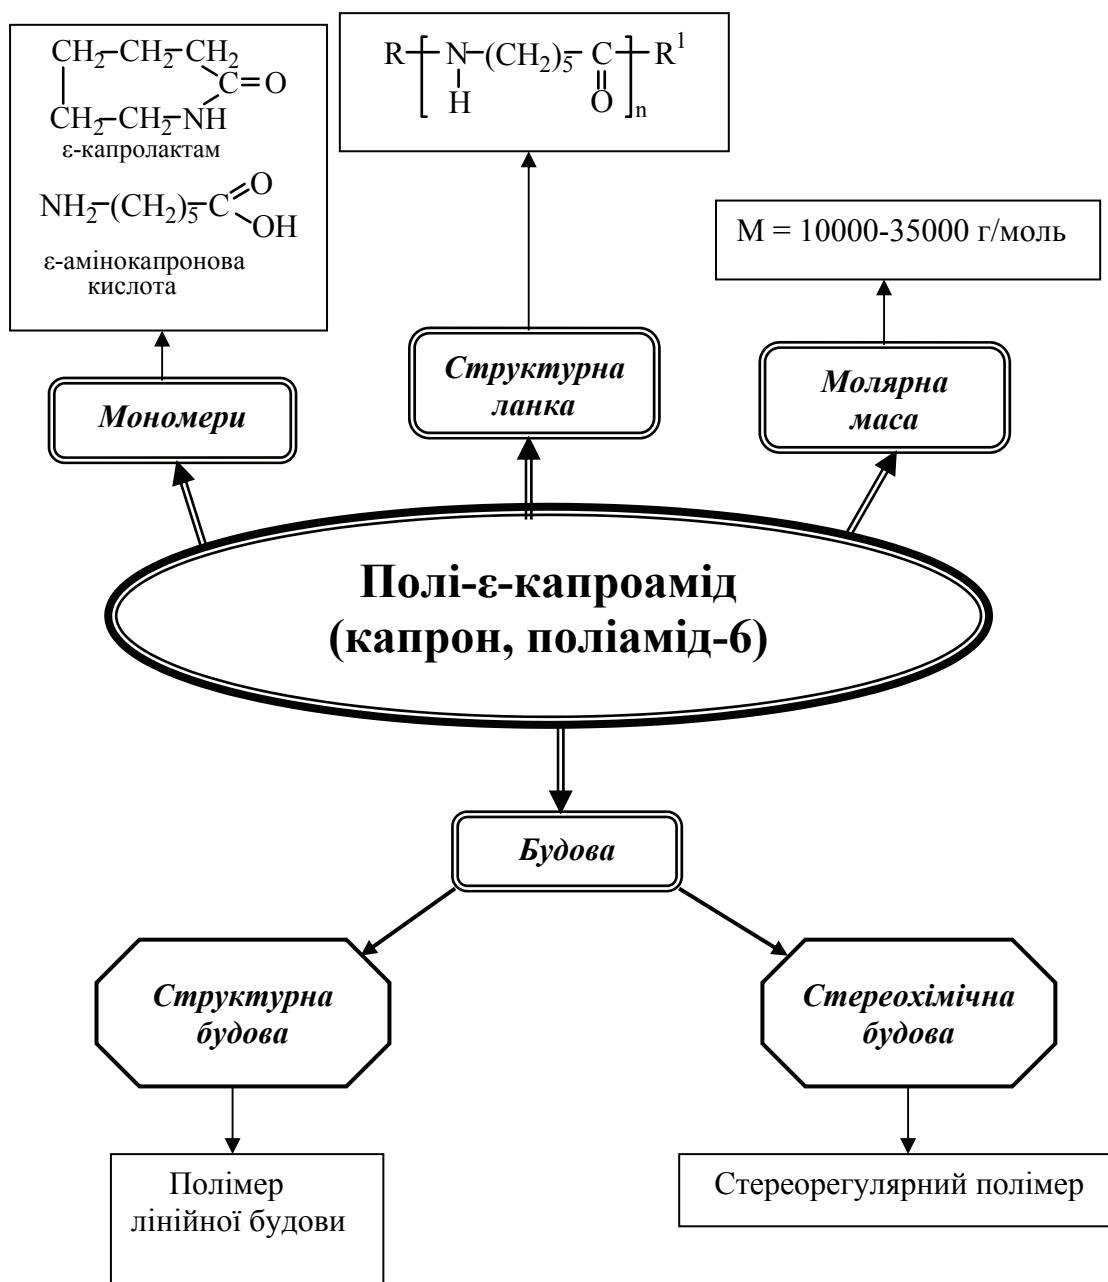 CH₂–CH₂–CH₂
C=O
CH₂–CH₂–NH
ε-капролактам
NH₂–(CH₂)₅–C
O
OH
ε-амінокапронова
кислота
R–[–N–(CH₂)₅–C–]–R¹
H
O
n
М = 10000-35000 г/моль
Мономери
Структурна
ланка
Молярна
маса
Полі-ε-капроамід
(капрон, поліамід-6)
Будова
Структурна
будова
Стереохімічна
будова
Полімер
лінійної будови
Стереорегулярний полімер